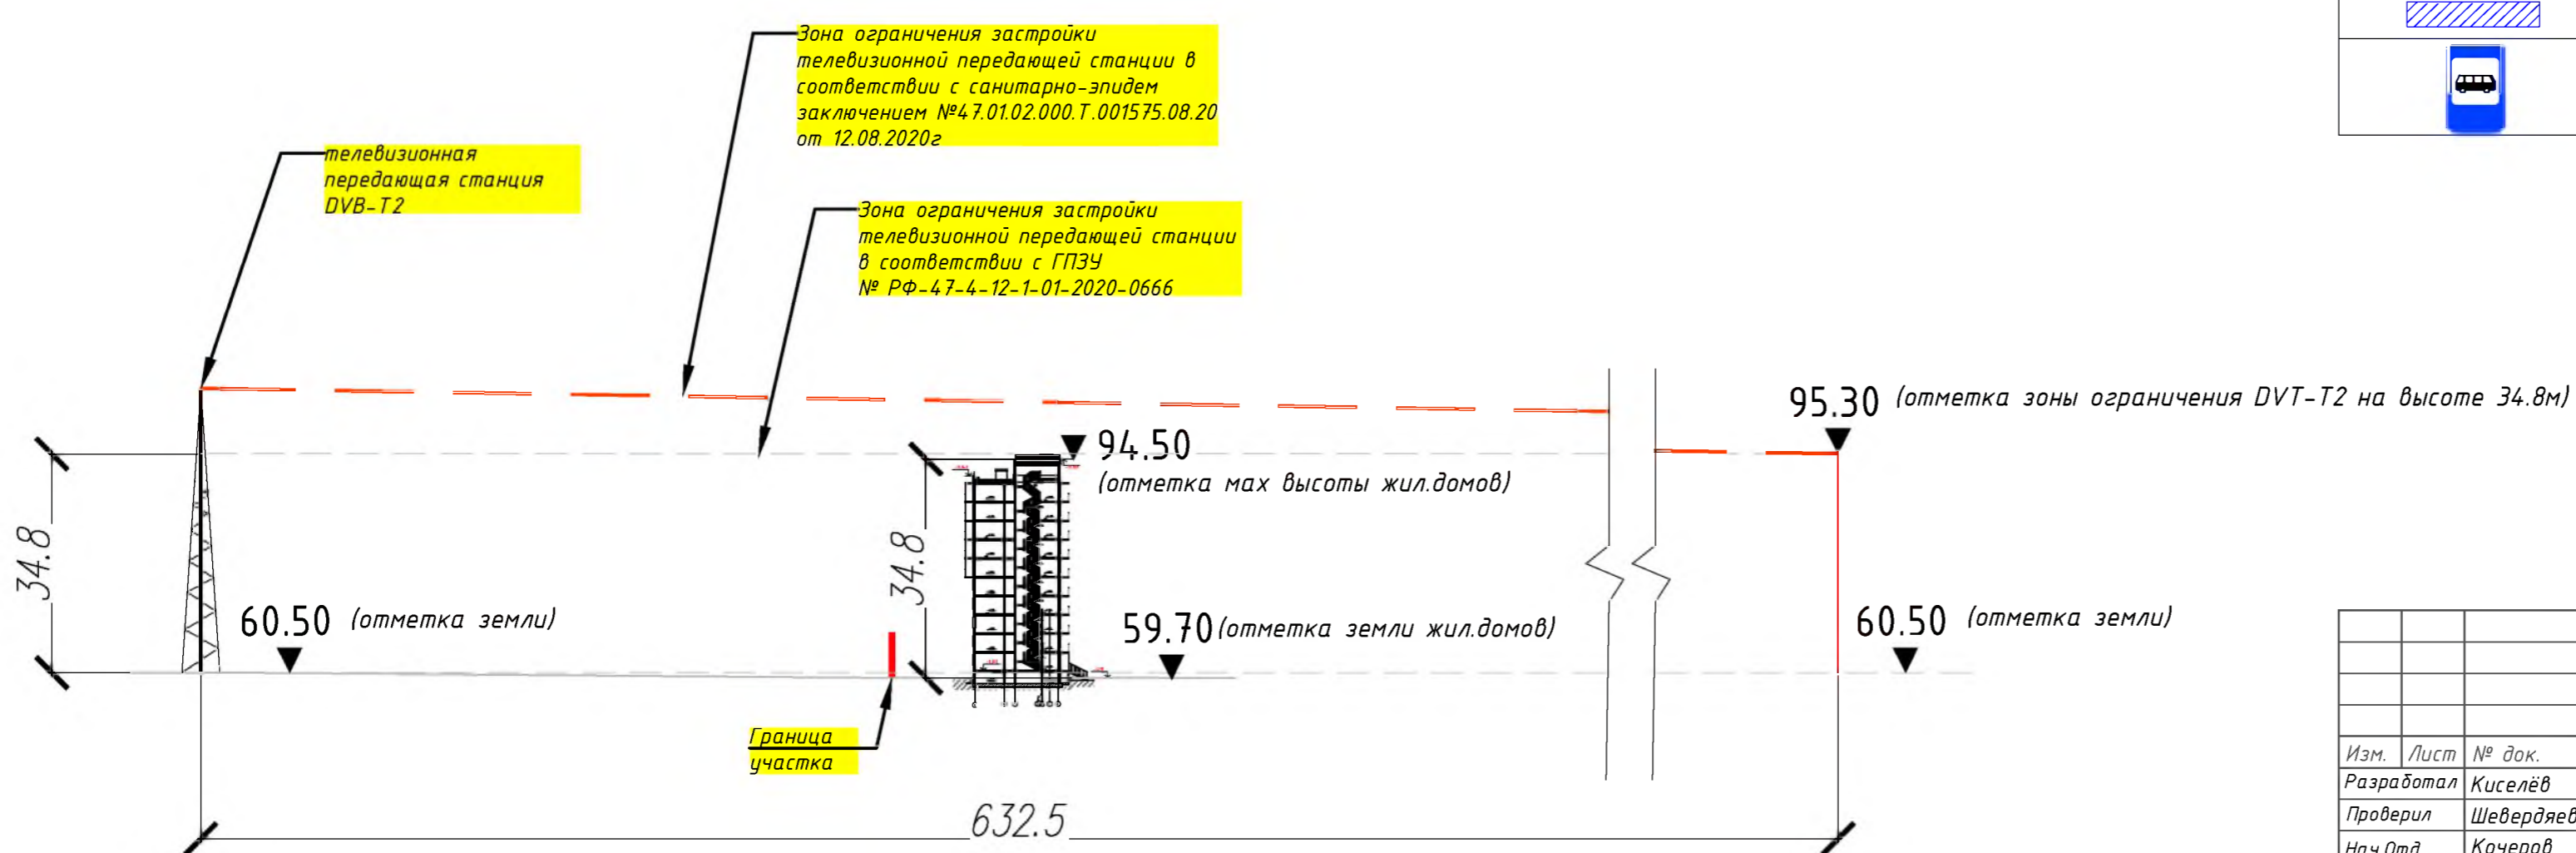 Зона ограничения застройки
телевизионной передающей станции в
соответствии с санитарно-эпидем
заключением №47.01.02.000.Т.001575.08.20
от 12.08.2020г
телевизионная
передающая станция
DVB-T2
Зона ограничения застройки
телевизионной передающей станции
в соответствии с ГПЗУ
№ РФ-47-4-12-1-01-2020-0666
95.30 (отметка зоны ограничения DVT-T2 на высоте 34.8м)
94.50
(отметка мах высоты жил.домов)
34.8
34.8
60.50 (отметка земли)
59.70 (отметка земли жил.домов)
60.50 (отметка земли)
Граница
участка
632.5
Изм. Лист № док.
Разработал Киселёв
Проверил Шевердяев
Нач.Отд Кочеров